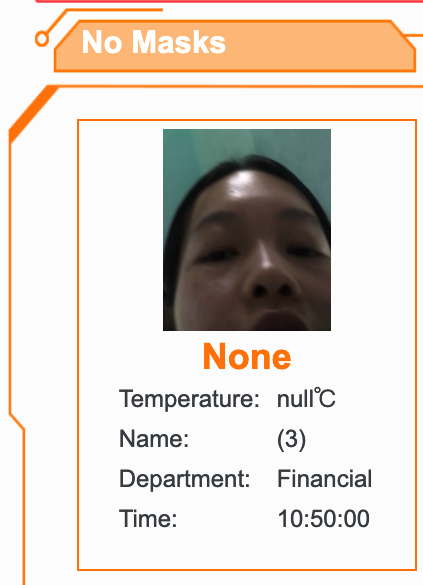 No Masks
None
Temperature: null℃
Name: (3)
Department: Financial
Time: 10:50:00